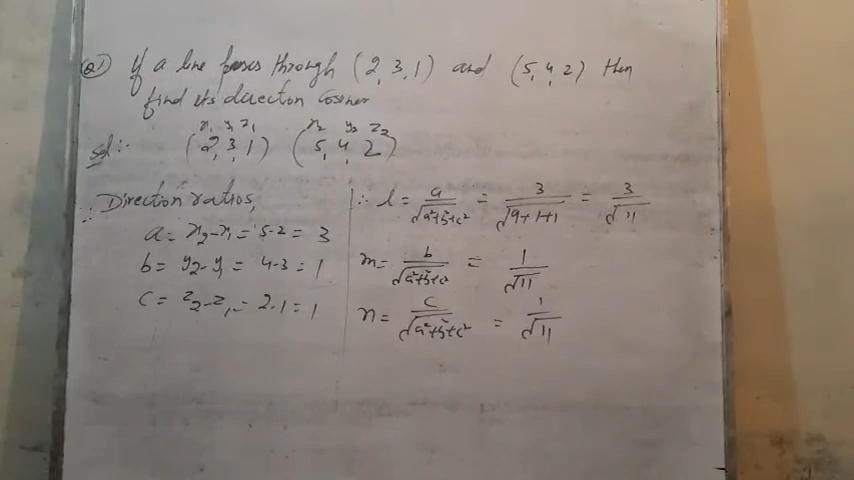 Q1) If a line passes through (2, 3, 1) and (5, 4, 2) then
find its direction cosines
Sol:- x₁ y₁ z₁ x₂ y₂ z₂
(2, 3, 1) (5, 4, 2)
∴ Direction ratios,
a = x₂-x₁ = 5-2 = 3
b = y₂-y₁ = 4-3 = 1
c = z₂-z₁ = 2-1 = 1
∴ l = a/√a²+b²+c² = 3/√9+1+1 = 3/√11
m = b/√a²+b²+c² = 1/√11
n = c/√a²+b²+c² = 1/√11